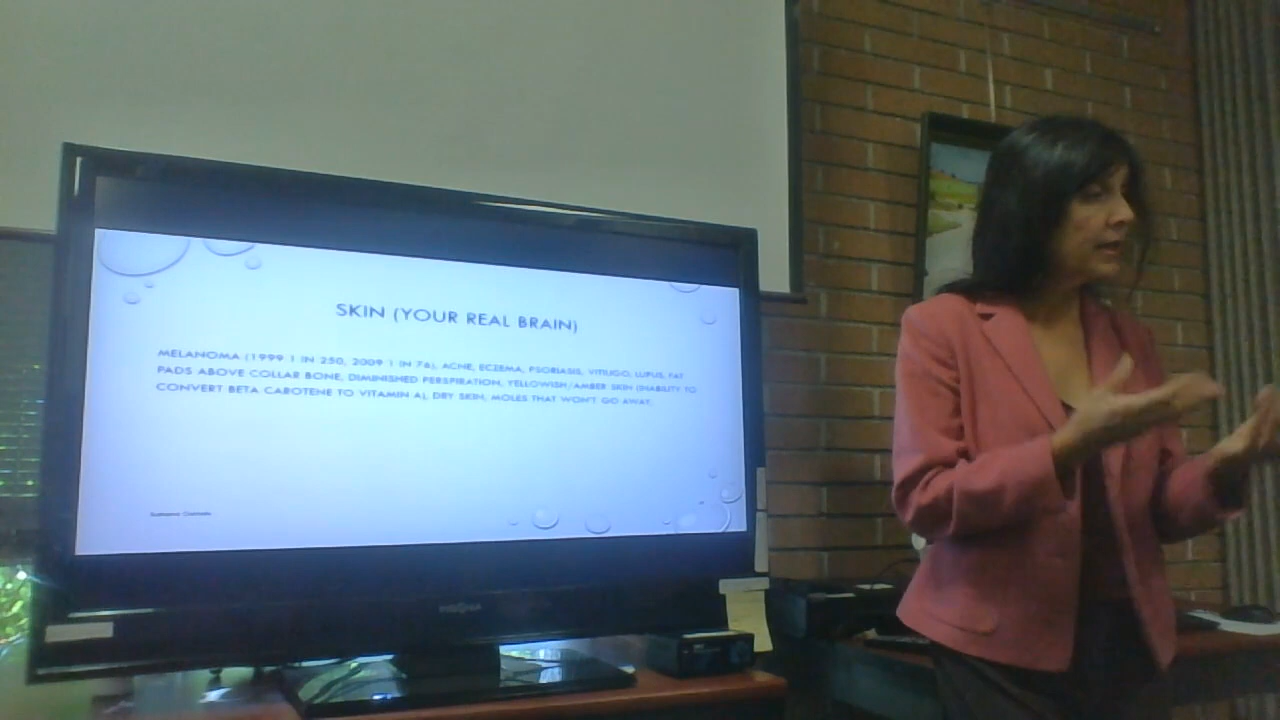 SKIN (YOUR REAL BRAIN)
MELANOMA (1999 1 IN 250, 2009 1 IN 76), ACNE, ECZEMA, PSORIASIS, VITILIGO, LUPUS, FAT
PADS ABOVE COLLAR BONE, DIMINISHED PERSPIRATION, YELLOWISH/AMBER SKIN (INABILITY TO
CONVERT BETA CAROTENE TO VITAMIN A), DRY SKIN, MOLES THAT WON'T GO AWAY.